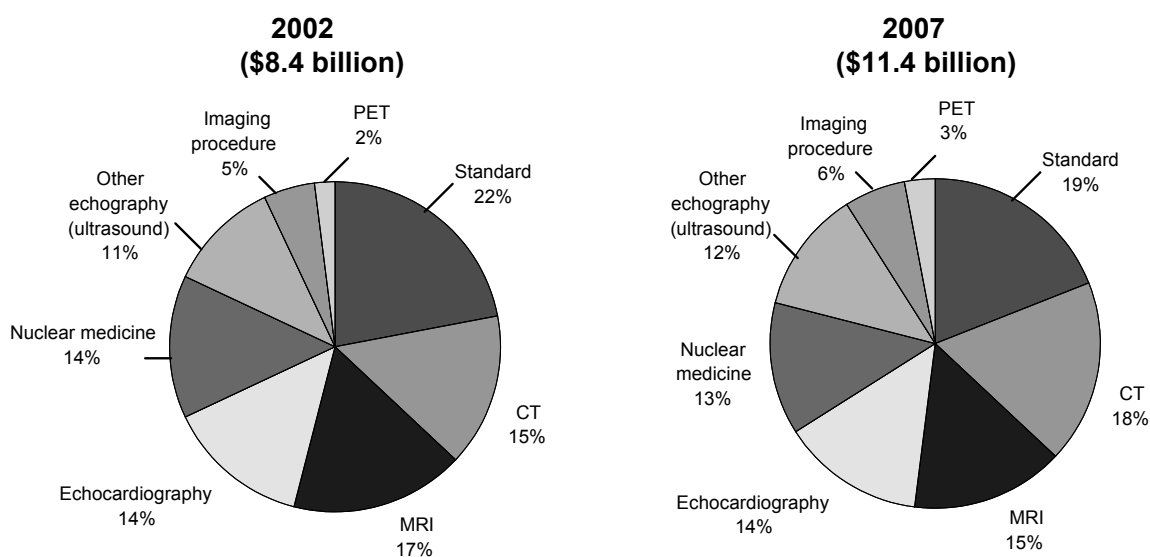 2002
($8.4 billion)
PET
2%
Imaging
procedure
5%
Standard
22%
Other
echography
(ultrasound)
11%
Nuclear medicine
14%
CT
15%
Echocardiography
14%
MRI
17%
2007
($11.4 billion)
PET
3%
Imaging
procedure
6%
Standard
19%
Other
echography
(ultrasound)
12%
Nuclear
medicine
13%
CT
18%
Echocardiography
14%
MRI
15%